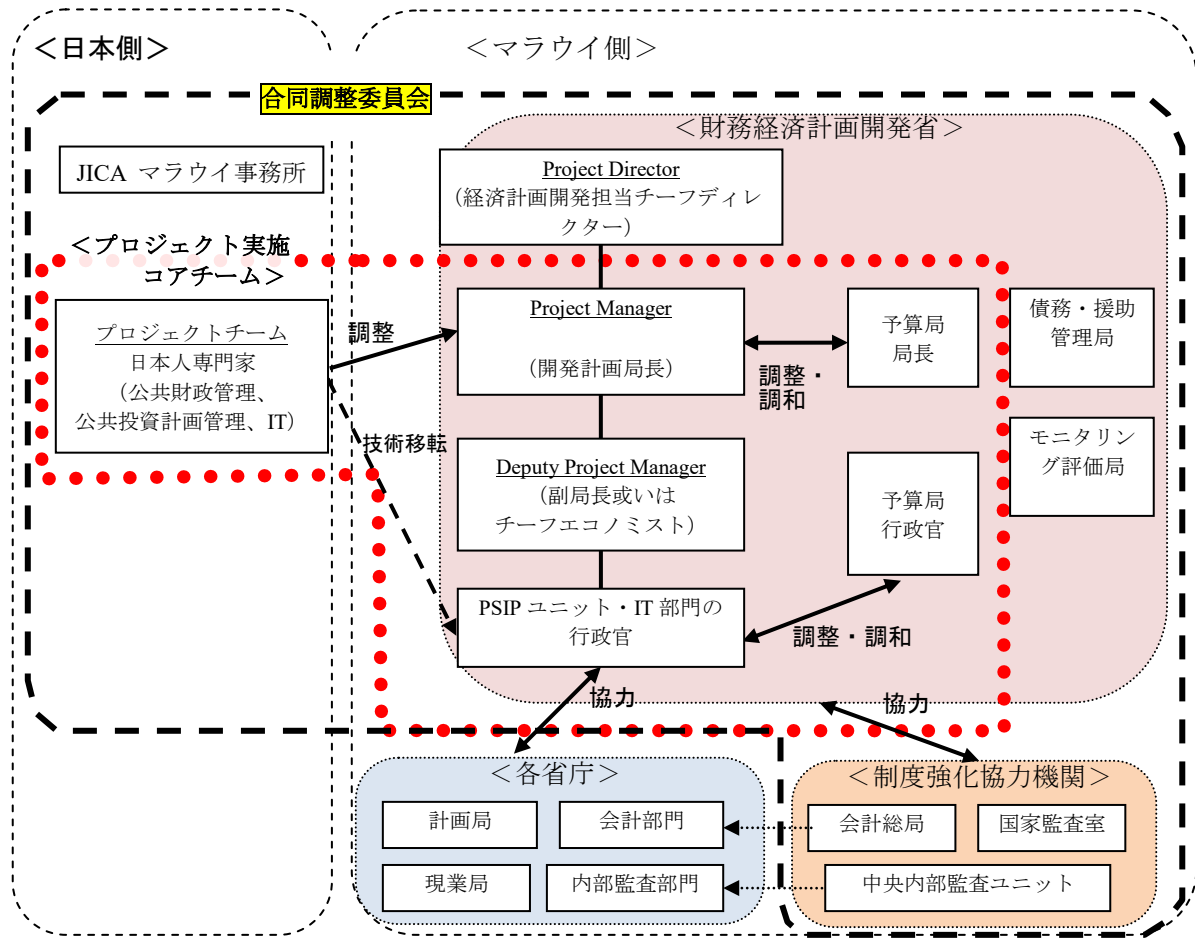 ＜日本側＞
＜マラウイ側＞
合同調整委員会
＜財務経済計画開発省＞
JICA マラウイ事務所
Project Director
（経済計画開発担当チーフディレ
クター）
＜プロジェクト実施
コアチーム＞
プロジェクトチーム
日本人専門家
（公共財政管理、
公共投資計画管理、IT）
調整
Project Manager
（開発計画局長）
調整・
調和
予算局
局長
債務・援助
管理局
技術移転
Deputy Project Manager
（副局長或いは
チーフエコノミスト）
予算局
行政官
モニタリン
グ評価局
PSIP ユニット・IT 部門の
行政官
調整・調和
協力
協力
＜各省庁＞
計画局
会計部門
現業局
内部監査部門
＜制度強化協力機関＞
会計総局
国家監査室
中央内部監査ユニット